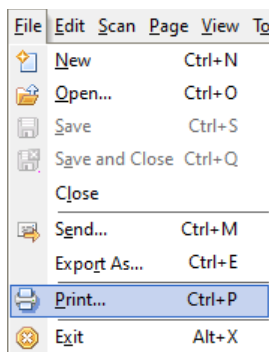 File Edit Scan Page View To
New Ctrl+N
Open... Ctrl+O
Save Ctrl+S
Save and Close Ctrl+Q
Close
Send... Ctrl+M
Export As... Ctrl+E
Print... Ctrl+P
Exit Alt+X